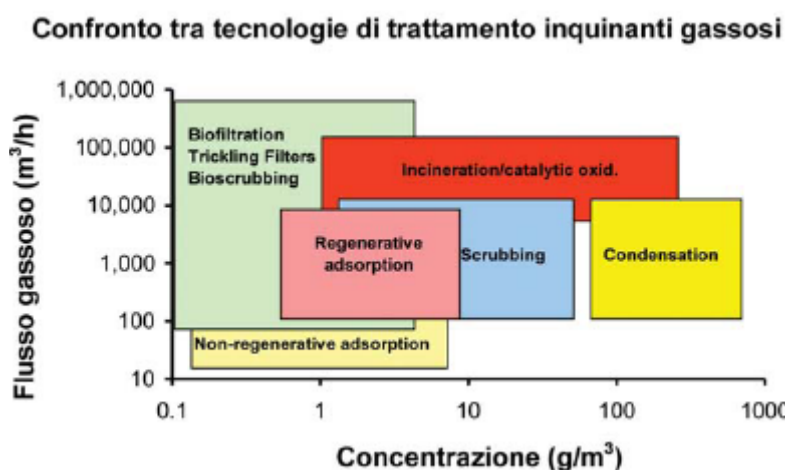 Confronto tra tecnologie di trattamento inquinanti gassosi
Flusso gassoso (m³/h)
1,000,000
100,000
10,000
1,000
100
10
Biofiltration
Trickling Filters
Bioscrubbing
Incineration/catalytic oxid.
Regenerative
adsorption
Scrubbing
Condensation
Non-regenerative adsorption
0.1
1
10
100
1000
Concentrazione (g/m³)